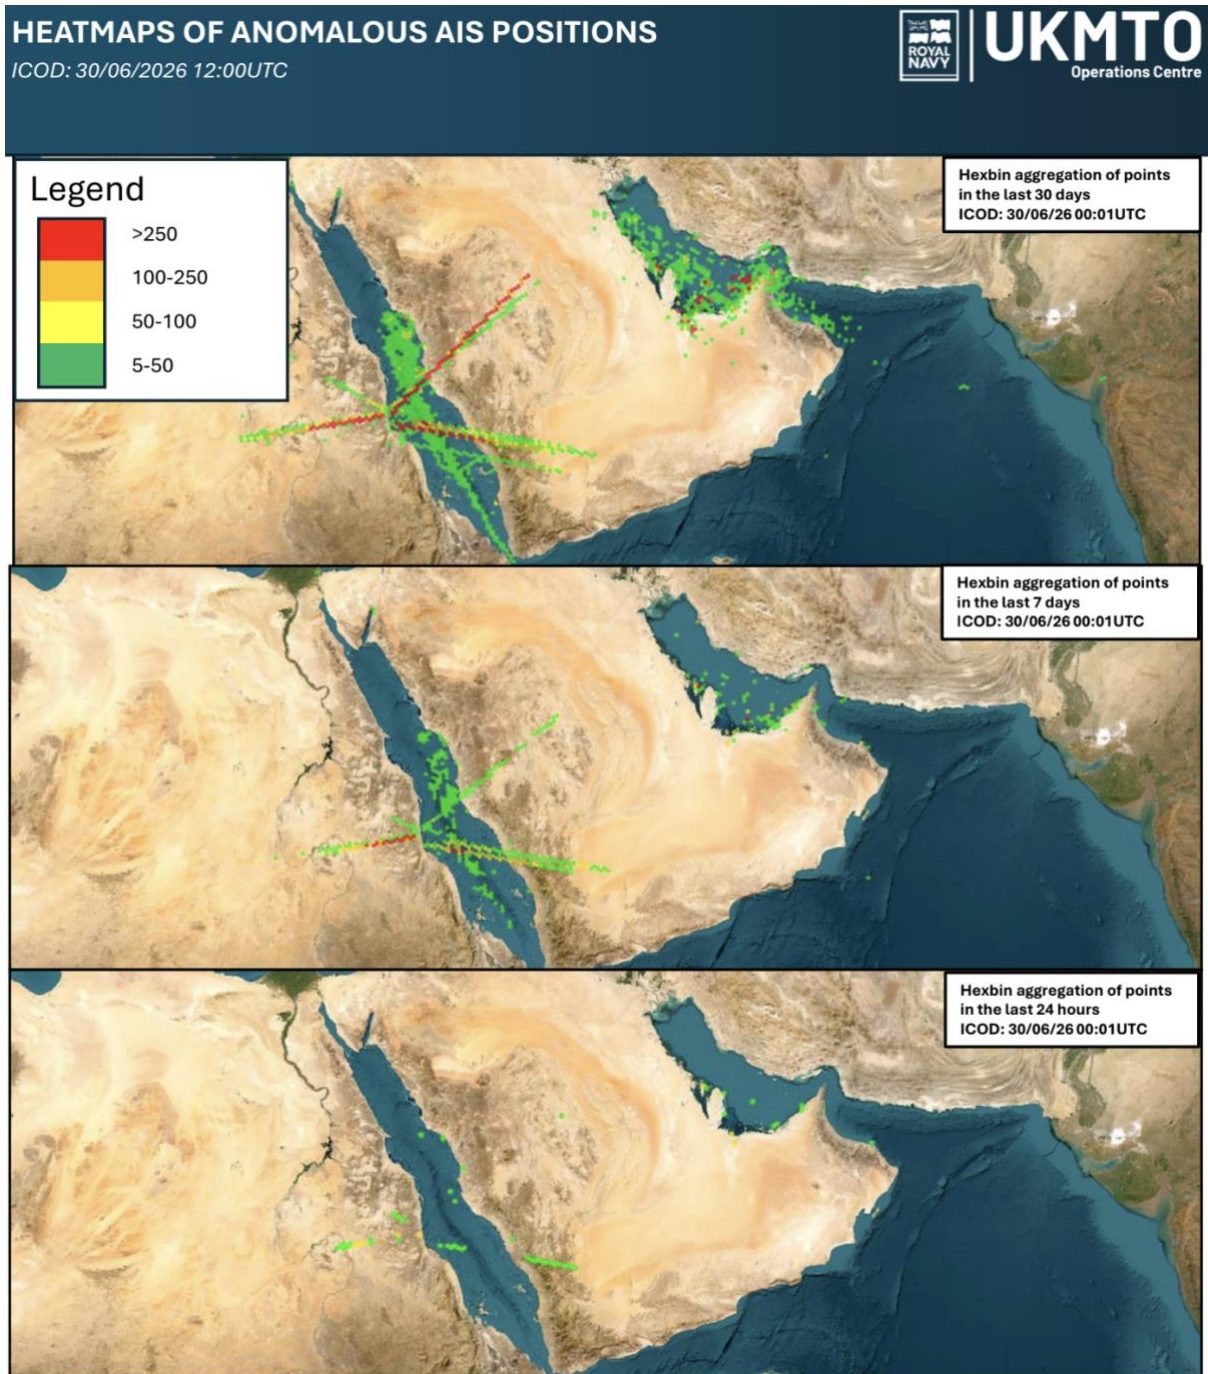 HEATMAPS OF ANOMALOUS AIS POSITIONS
ICOD: 30/06/2026 12:00UTC
ROYAL
NAVY
UKMTO
Operations Centre
Legend
>250
100-250
50-100
5-50
Hexbin aggregation of points
in the last 30 days
ICOD: 30/06/26 00:01UTC
Hexbin aggregation of points
in the last 7 days
ICOD: 30/06/26 00:01UTC
Hexbin aggregation of points
in the last 24 hours
ICOD: 30/06/26 00:01UTC